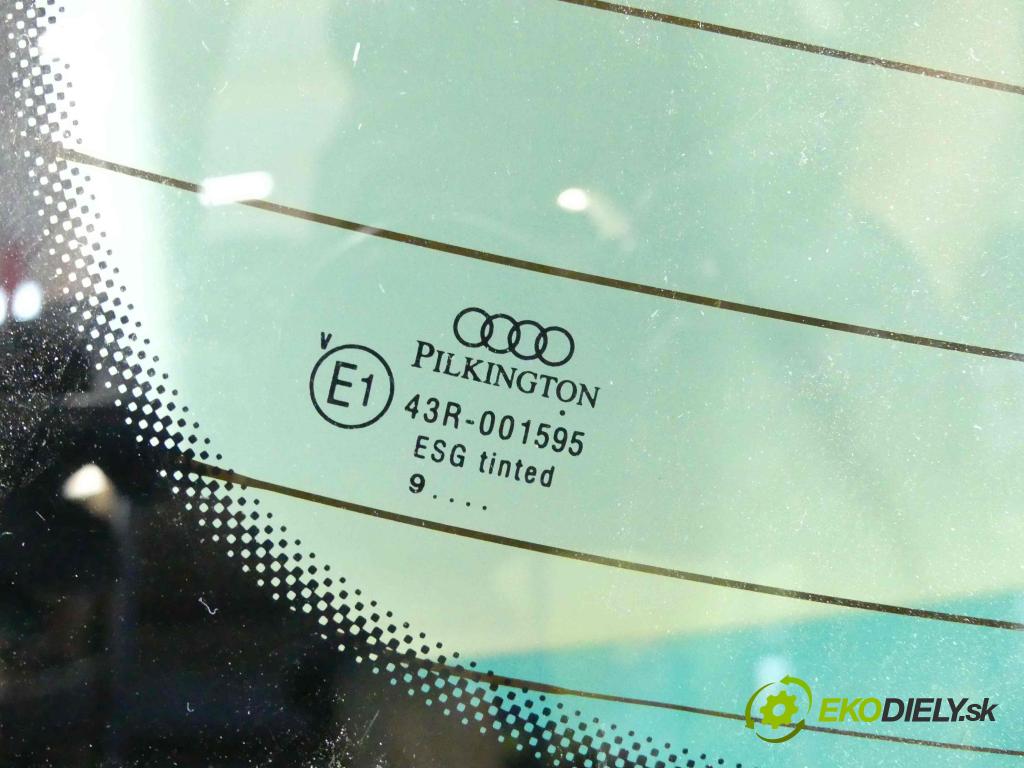 V
E1
PILKINGTON
43R-001595
ESG tinted
9....
EKODIELY.sk